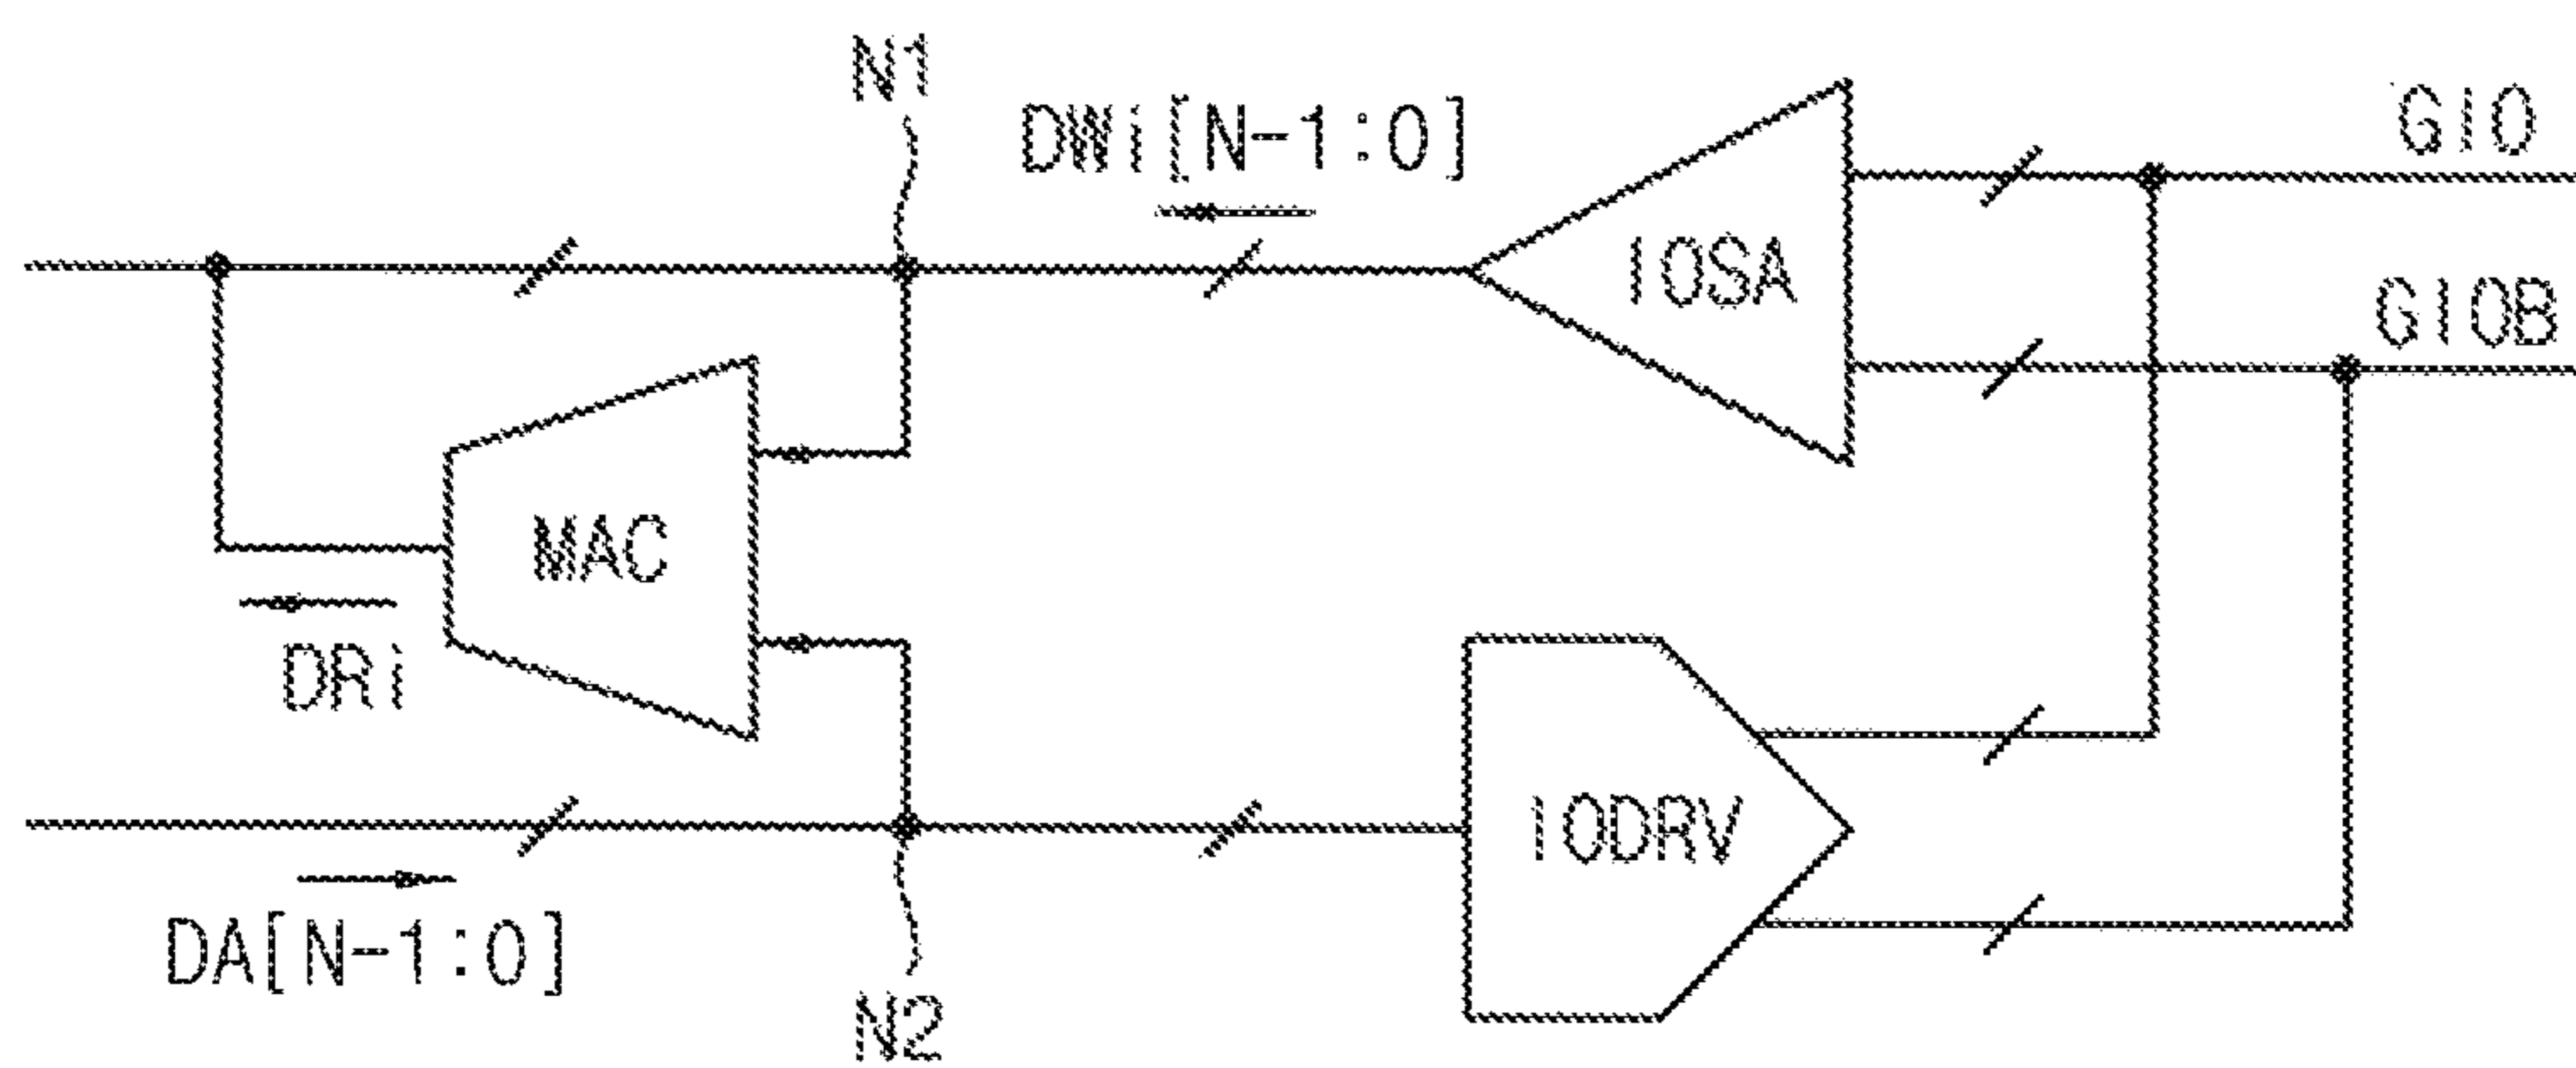 N1
DWi[N-1:0]
GIO
IOSA
GIOB
MAC
DRi
IODRV
DA[N-1:0]
N2